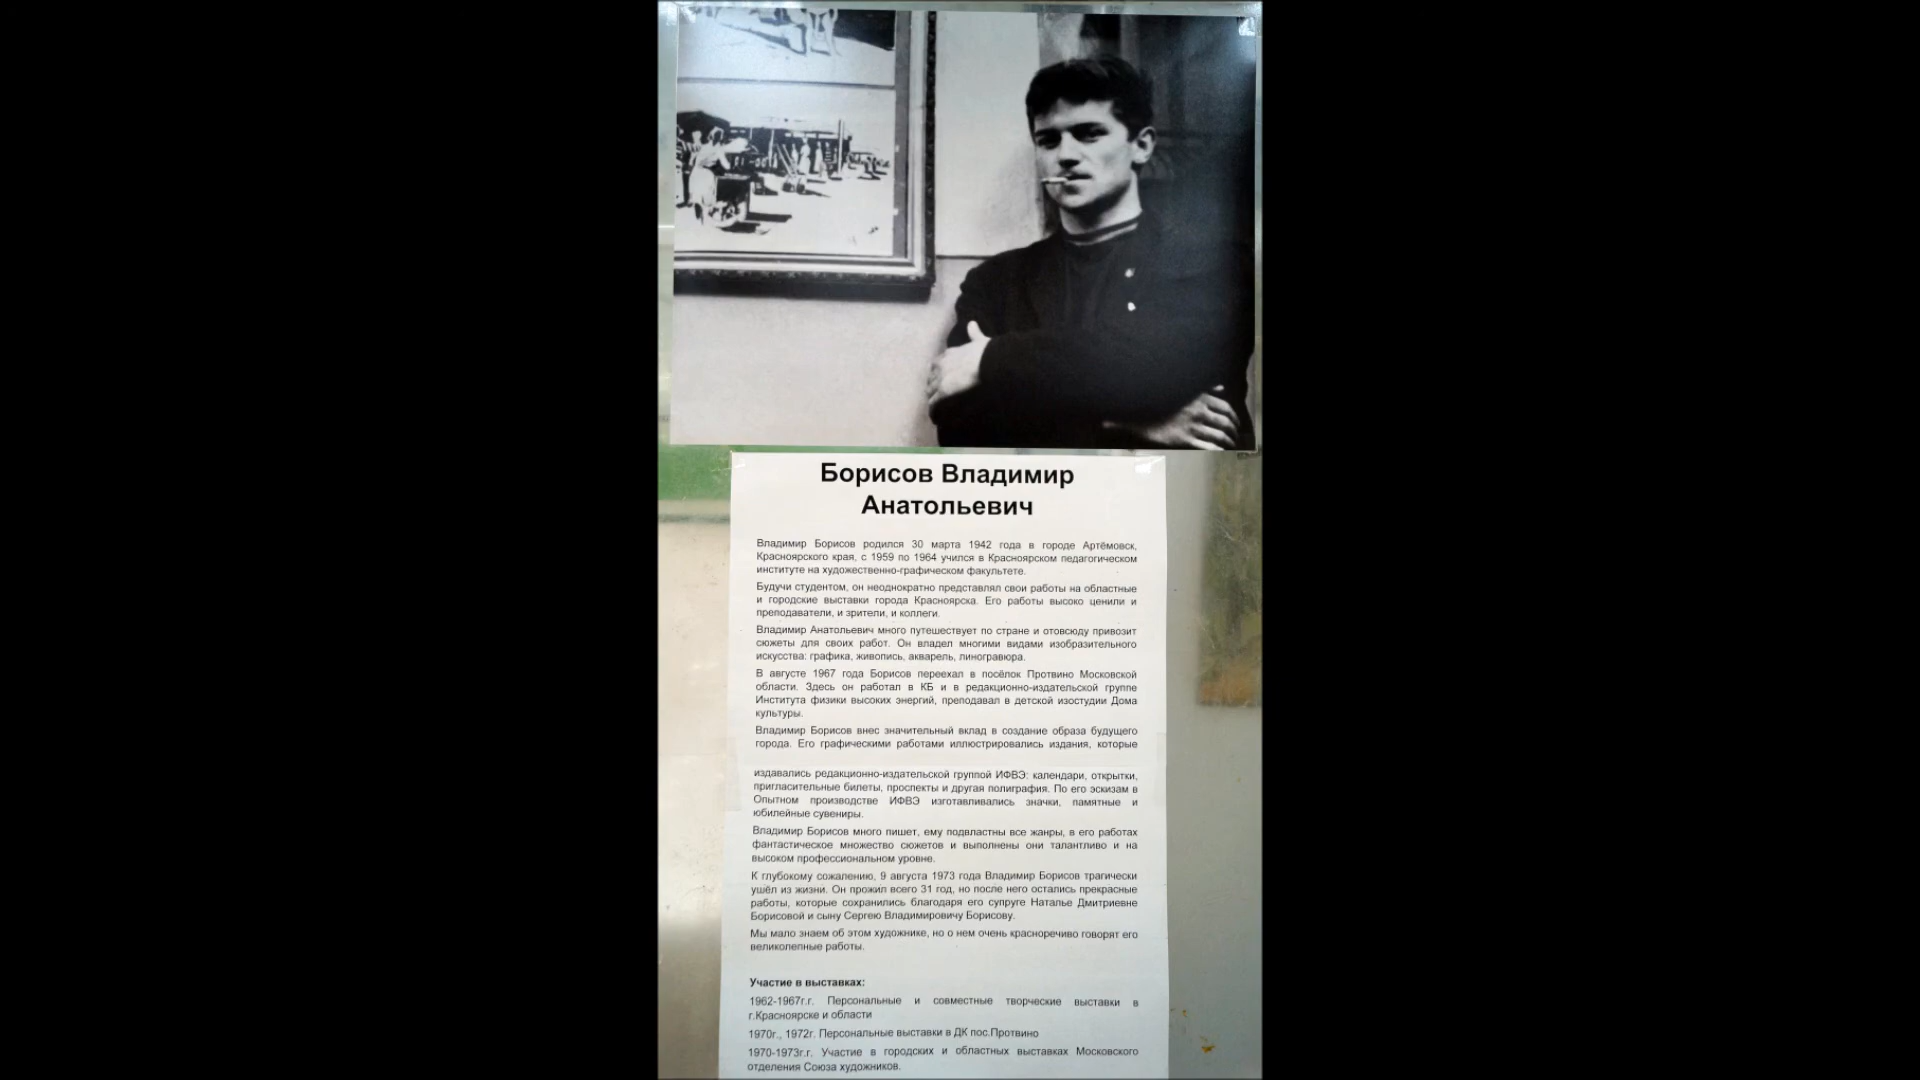 Борисов Владимир
Анатольевич
Владимир Борисов родился 30 марта 1942 года в городе Артёмовск,
Красноярского края, с 1959 по 1964 учился в Красноярском педагогическом
институте на художественно-графическом факультете.
Будучи студентом, он неоднократно представлял свои работы на областные
и городские выставки города Красноярска. Его работы высоко ценили и
преподаватели, и зрители, и коллеги.
Владимир Анатольевич много путешествует по стране и отовсюду привозит
сюжеты для своих работ. Он владел многими видами изобразительного
искусства: графика, живопись, акварель, линогравюра.
В августе 1967 года Борисов переехал в посёлок Протвино Московской
области. Здесь он работал в КБ и в редакционно-издательской группе
Института физики высоких энергий, преподавал в детской изостудии Дома
культуры.
Владимир Борисов внес значительный вклад в создание образа будущего
города. Его графическими работами иллюстрировались издания, которые
издавались редакционно-издательской группой ИФВЭ: календари, открытки,
пригласительные билеты, проспекты и другая полиграфия. По его эскизам в
Опытном производстве ИФВЭ изготавливались значки, памятные и
юбилейные сувениры.
Владимир Борисов много пишет, ему подвластны все жанры, в его работах
фантастическое множество сюжетов и выполнены они талантливо и на
высоком профессиональном уровне.
К глубокому сожалению, 9 августа 1973 года Владимир Борисов трагически
ушёл из жизни. Он прожил всего 31 год, но после него остались прекрасные
работы, которые сохранились благодаря его супруге Наталье Дмитриевне
Борисовой и сыну Сергею Владимировичу Борисову.
Мы мало знаем об этом художнике, но о нем очень красноречиво говорят его
великолепные работы.
Участие в выставках:
1962-1967г.г. Персональные и совместные творческие выставки в
г.Красноярске и области
1970г., 1972г. Персональные выставки в ДК пос.Протвино
1970-1973г.г. Участие в городских и областных выставках Московского
отделения Союза художников.